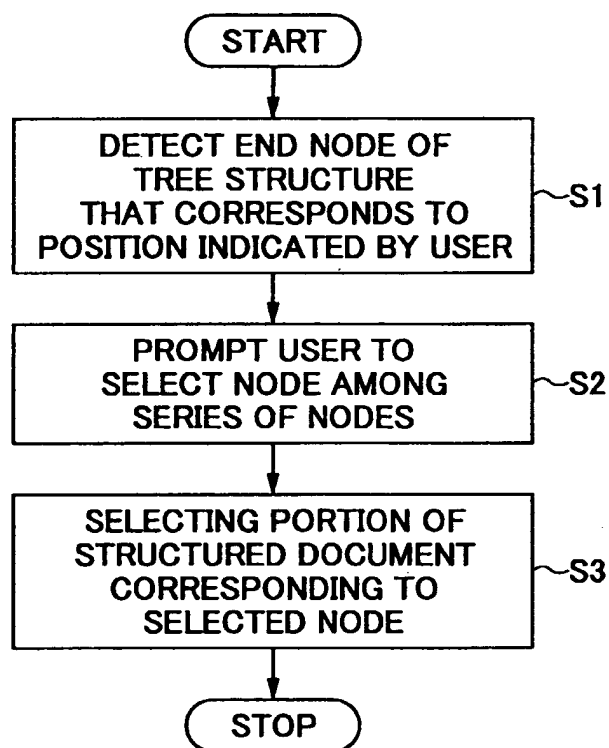 START
DETECT END NODE OF
TREE STRUCTURE
THAT CORRESPONDS TO
POSITION INDICATED BY USER
S1
PROMPT USER TO
SELECT NODE AMONG
SERIES OF NODES
S2
SELECTING PORTION OF
STRUCTURED DOCUMENT
CORRESPONDING TO
SELECTED NODE
S3
STOP